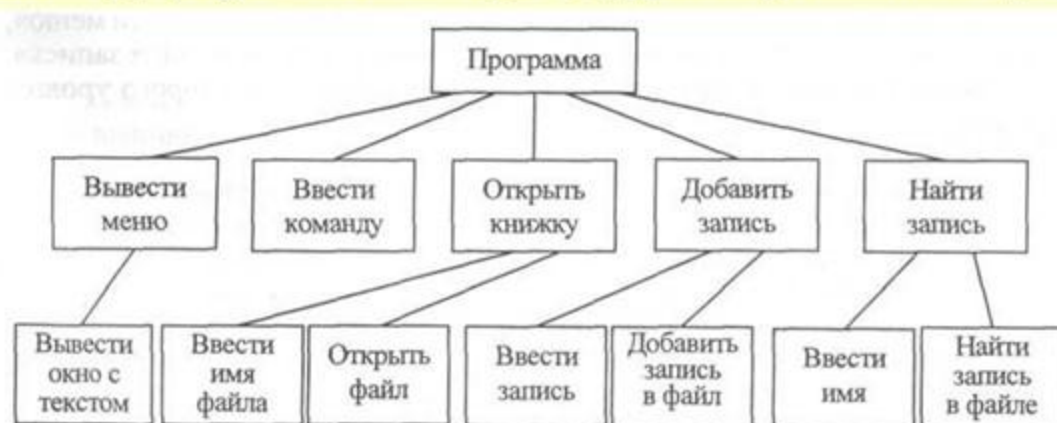 Программа
Вывести
меню
Ввести
команду
Открыть
книжку
Добавить
запись
Найти
запись
Вывести
окно с
текстом
Ввести
имя
файла
Открыть
файл
Ввести
запись
Добавить
запись
в файл
Ввести
имя
Найти
запись
в файле